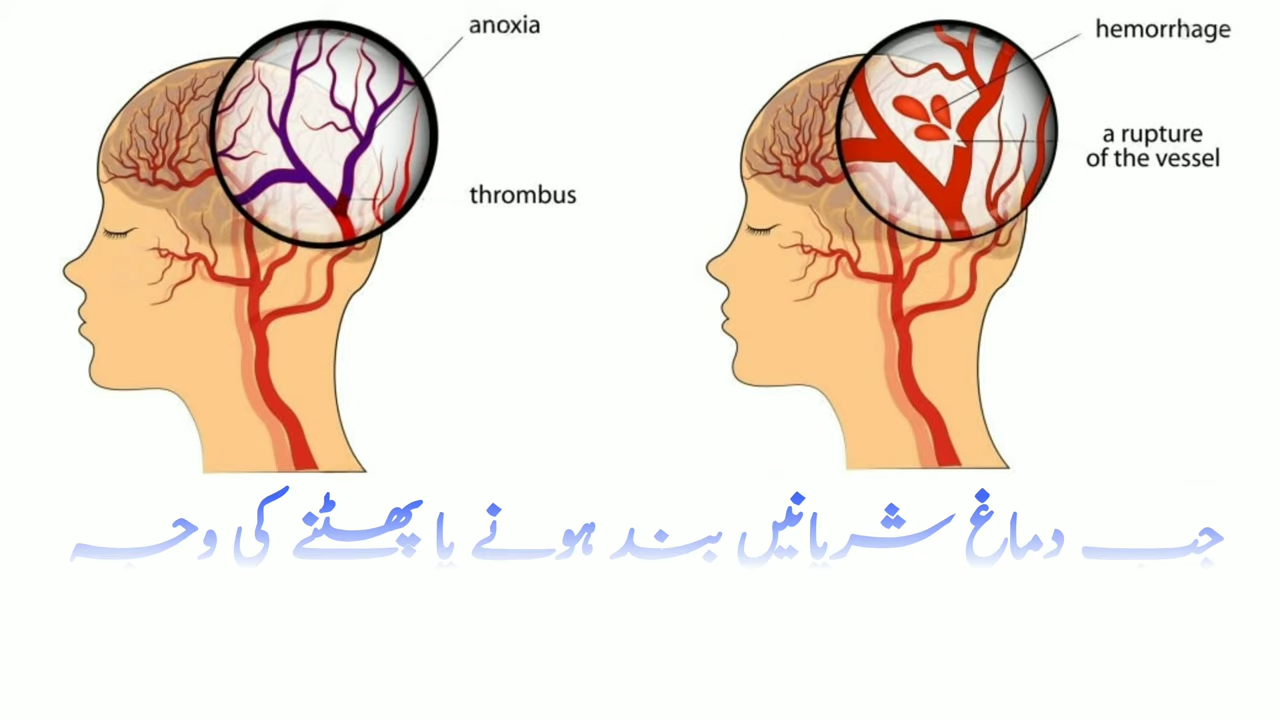 anoxia
thrombus
hemorrhage
a rupture
of the vessel
جب دماغ شریانیں بند ہونے یا پھٹنے کی وجہ